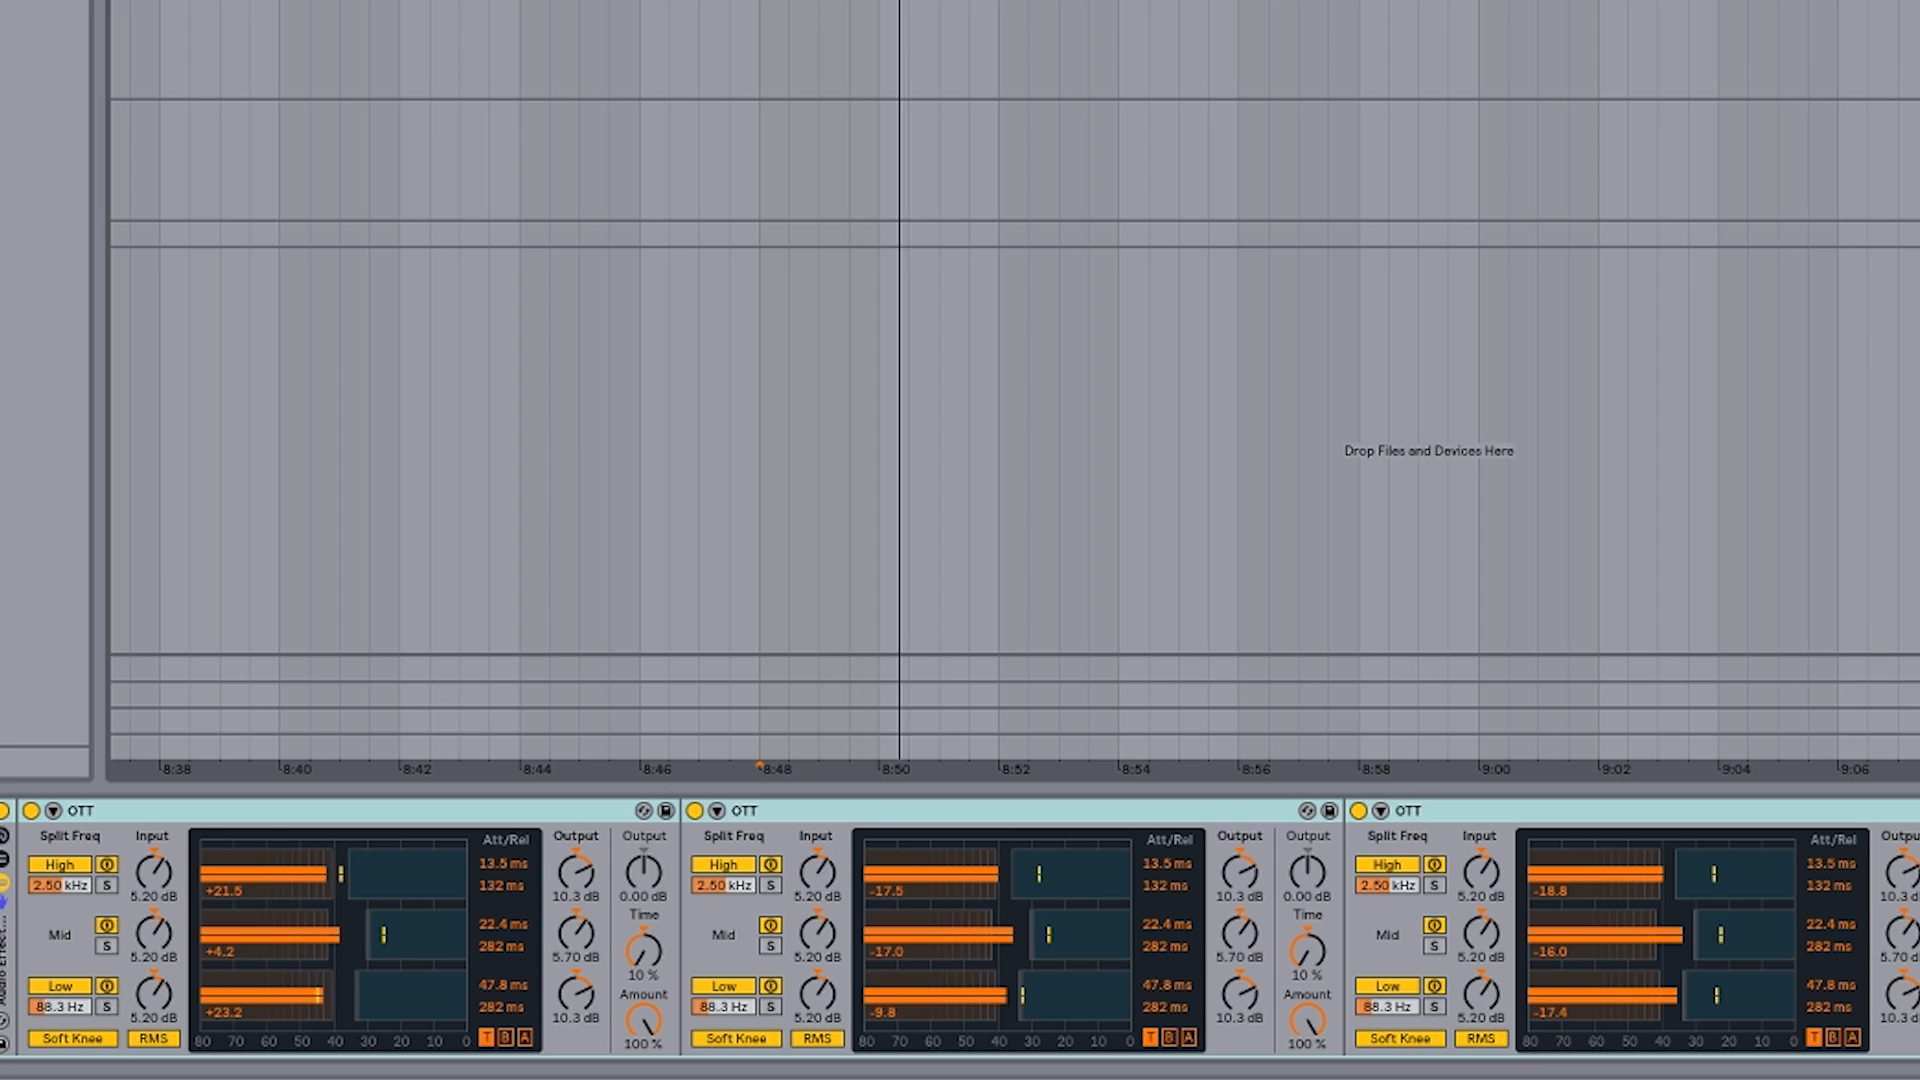 Drop Files and Devices Here
8:38 8:40 8:42 8:44 8:46 8:48 8:50 8:52 8:54 8:56 8:58 9:00 9:02 9:04 9:06
OTT
Split Freq Input Att/Rel Output Output
High 13.5 ms
2.50 kHz S 5.20 dB +21.5 132 ms 10.3 dB 0.00 dB
Time
Mid 22.4 ms
S 5.20 dB +4.2 282 ms 5.70 dB
10 %
Low 47.8 ms Amount
88.3 Hz S 5.20 dB +23.2 282 ms 10.3 dB
Soft Knee RMS 80 70 60 50 40 30 20 10 0 T B A 100 %
OTT
Split Freq Input Att/Rel Output Output
High 13.5 ms
2.50 kHz S 5.20 dB -17.5 132 ms 10.3 dB 0.00 dB
Time
Mid 22.4 ms
S 5.20 dB -17.0 282 ms 5.70 dB
10 %
Low 47.8 ms Amount
88.3 Hz S 5.20 dB -9.8 282 ms 10.3 dB
Soft Knee RMS 80 70 60 50 40 30 20 10 0 T B A 100 %
OTT
Split Freq Input Att/Rel Outpu
High 13.5 ms
2.50 kHz S 5.20 dB -18.8 132 ms 10.3 d
Mid 22.4 ms
S 5.20 dB -16.0 282 ms 5.70 d
Low 47.8 ms
88.3 Hz S 5.20 dB -17.4 282 ms 10.3 d
Soft Knee RMS 80 70 60 50 40 30 20 10 0 T B A